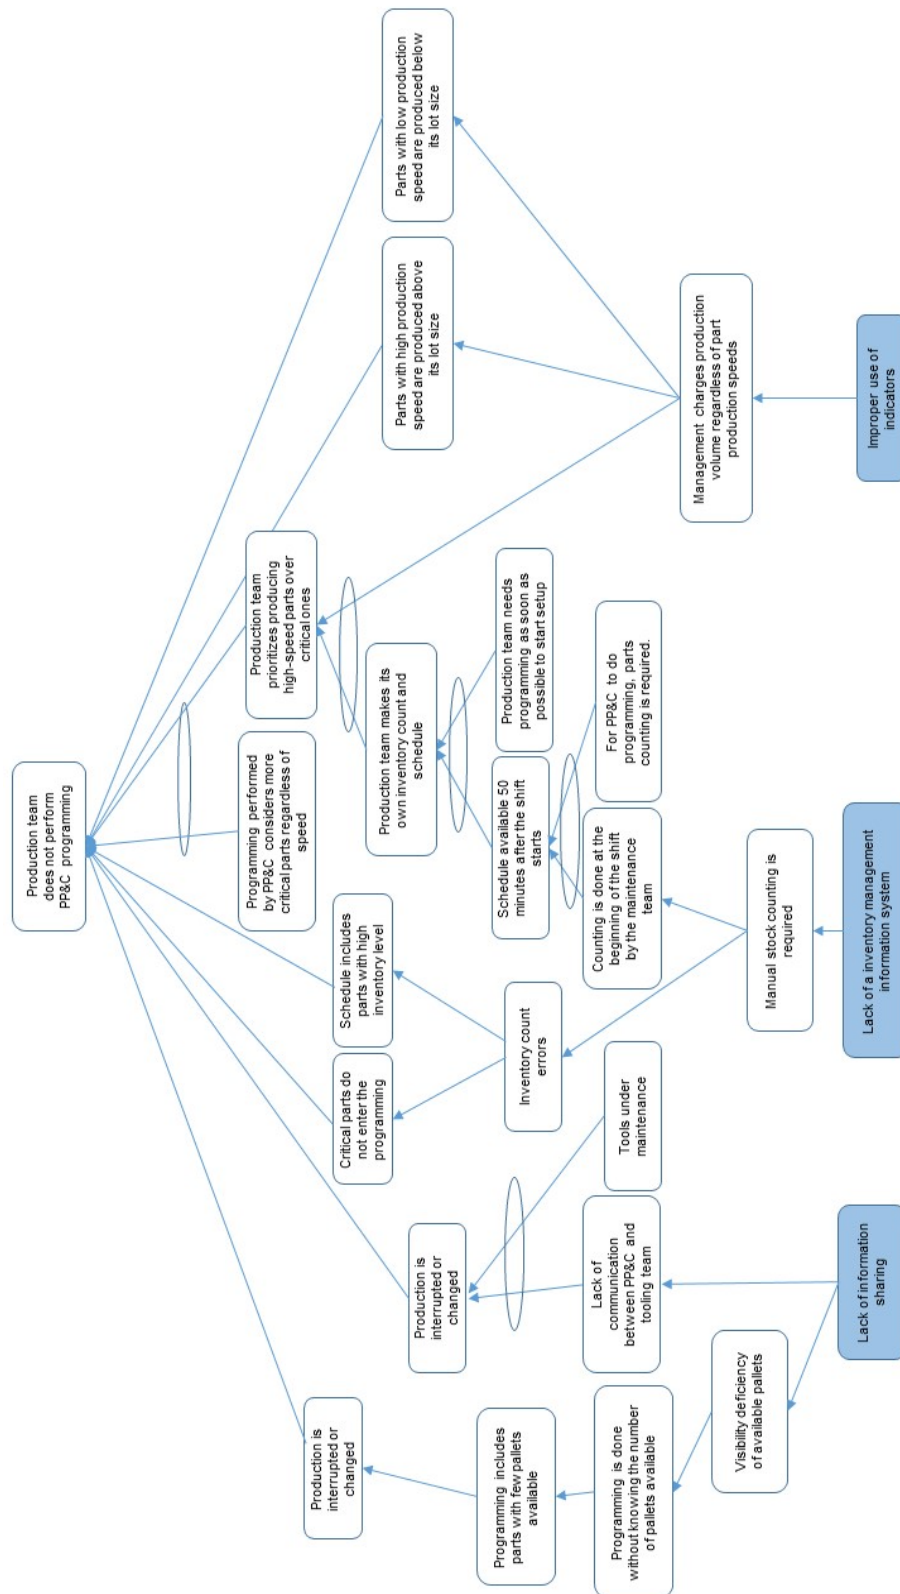 Production team
does not perform
PP&C programming
Parts with low production
speed are produced below
its lot size
Parts with high production
speed are produced above
its lot size
Production team
prioritizes producing
high-speed parts over
critical ones
Programming performed
by PP&C considers more
critical parts regardless of
speed
Schedule includes
parts with high
inventory level
Critical parts do
not enter the
programming
Production is
interrupted or
changed
Production is
interrupted or
changed
Production team makes its
own inventory count and
schedule
Production team needs
programming as soon as
possible to start setup
Schedule available 50
minutes after the shift
starts
Inventory count
errors
Programming includes
parts with few pallets
available
For PP&C to do
programming, parts
counting is required.
Counting is done at the
beginning of the shift
by the maintenance
team
Tools under
maintenance
Lack of
communication
between PP&C and
tooling team
Programming is done
without knowing the number
of pallets available
Management charges production
volume regardless of part
production speeds
Manual stock counting is
required
Visibility deficiency
of available pallets
Improper use of
indicators
Lack of a inventory management
information system
Lack of information
sharing